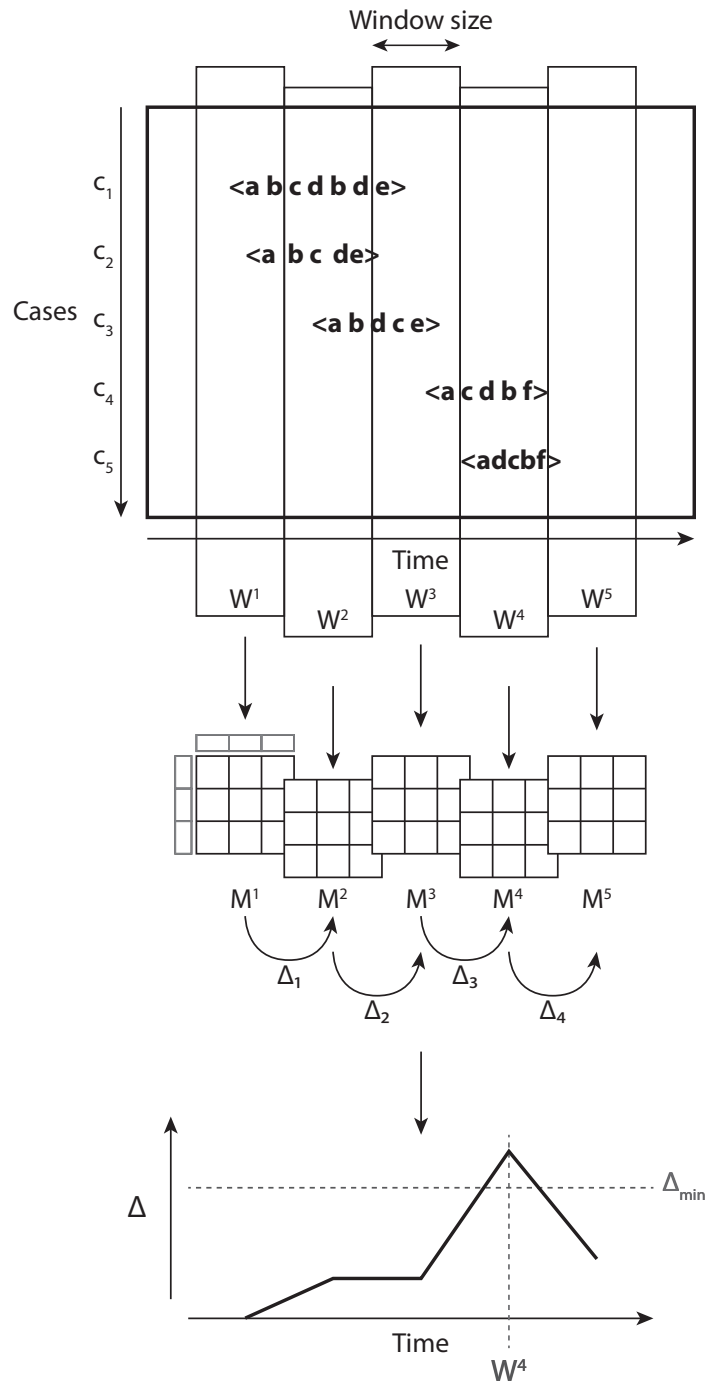 Window size
c1 <a b c d b d e>
c2 <a b c de>
Cases
c3 <a b d c e>
c4 <a c d b f>
c5 <adcbf>
Time
W1 W2 W3 W4 W5
M1 M2 M3 M4 M5
Δ1 Δ2 Δ3 Δ4
Δmin
Δ
Time
W4